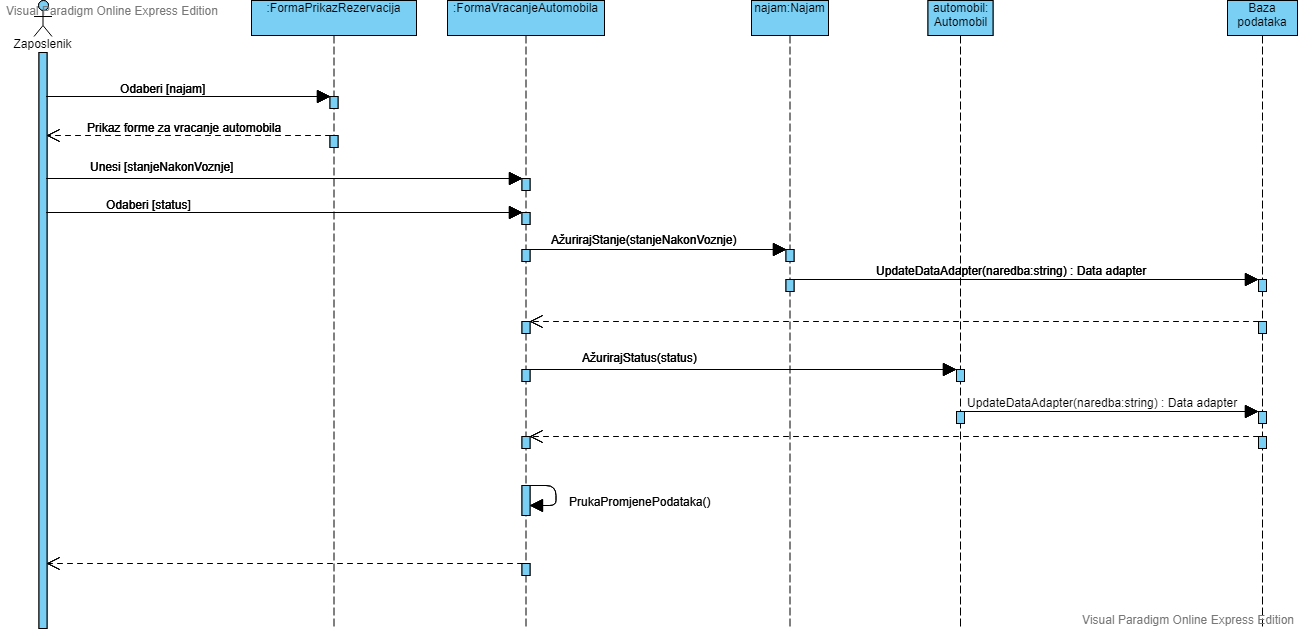 Visual Paradigm Online Express Edition
:FormaPrikazRezervacija
:FormaVracanjeAutomobila
najam:Najam
automobil:
Automobil
Baza
podataka
Zaposlenik
Odaberi [najam]
Prikaz forme za vracanje automobila
Unesi [stanjeNakonVoznje]
Odaberi [status]
AžurirajStanje(stanjeNakonVoznje)
UpdateDataAdapter(naredba:string) : Data adapter
AžurirajStatus(status)
UpdateDataAdapter(naredba:string) : Data adapter
PrukaPromjenePodataka()
Visual Paradigm Online Express Edition